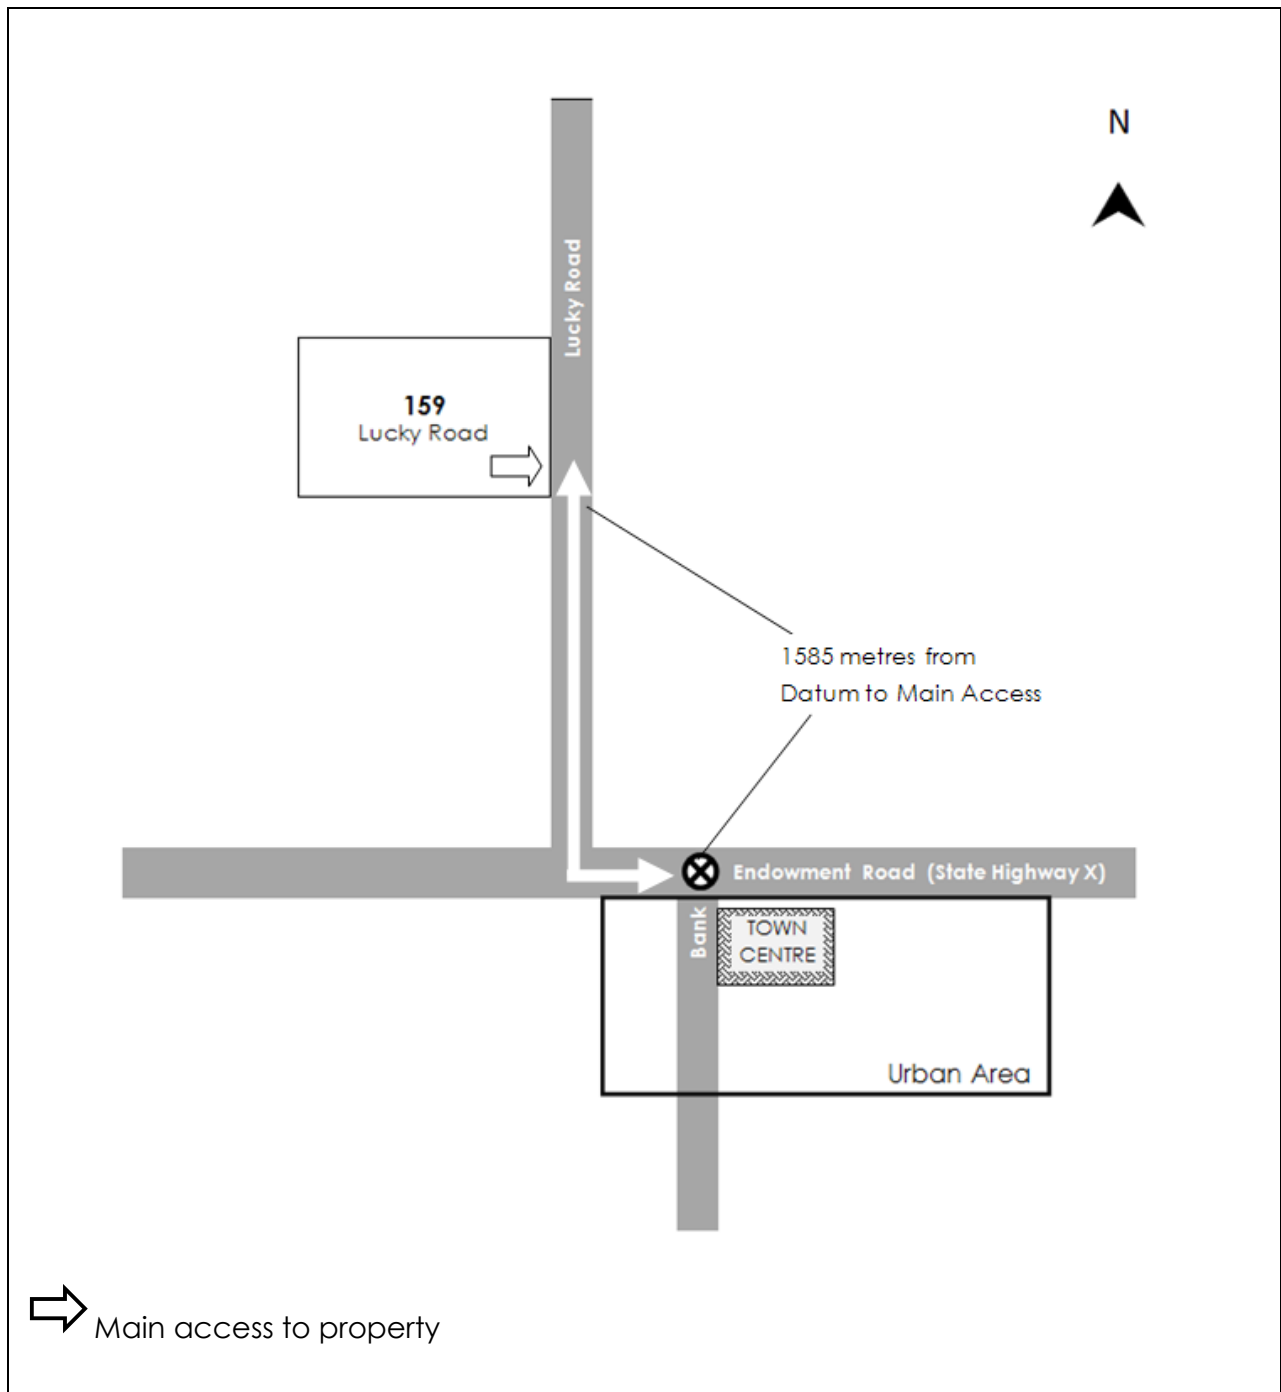 N
Lucky Road
159
Lucky Road
1585 metres from
Datum to Main Access
Endowment Road (State Highway X)
Bank
TOWN
CENTRE
Urban Area
Main access to property